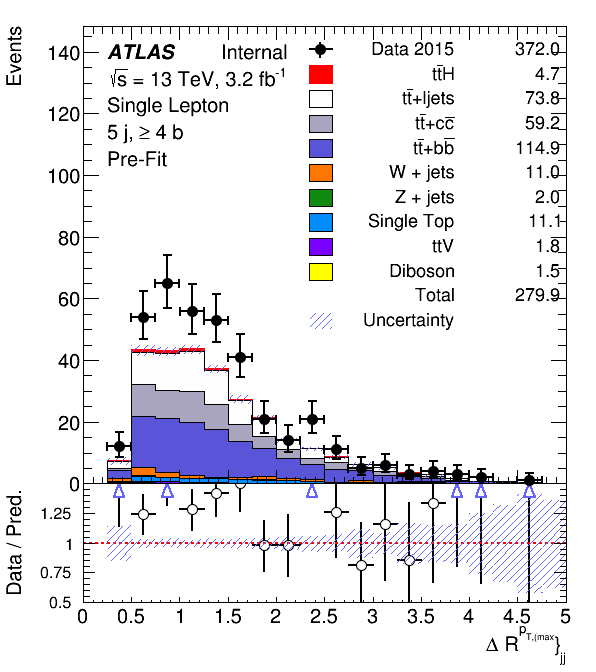 Events
140
120
100
80
60
40
20
0
ATLAS Internal
√s = 13 TeV, 3.2 fb⁻¹
Single Lepton
5 j, ≥ 4 b
Pre-Fit
Data 2015 372.0
tt̄H 4.7
tt̄+ljets 73.8
tt̄+cc̄ 59.2
tt̄+bb̄ 114.9
W + jets 11.0
Z + jets 2.0
Single Top 11.1
ttV 1.8
Diboson 1.5
Total 279.9
Uncertainty
Data / Pred.
1.25
1
0.75
0.5
0 0.5 1 1.5 2 2.5 3 3.5 4 4.5 5
Δ R^{p_{T,(max}}_{jj}